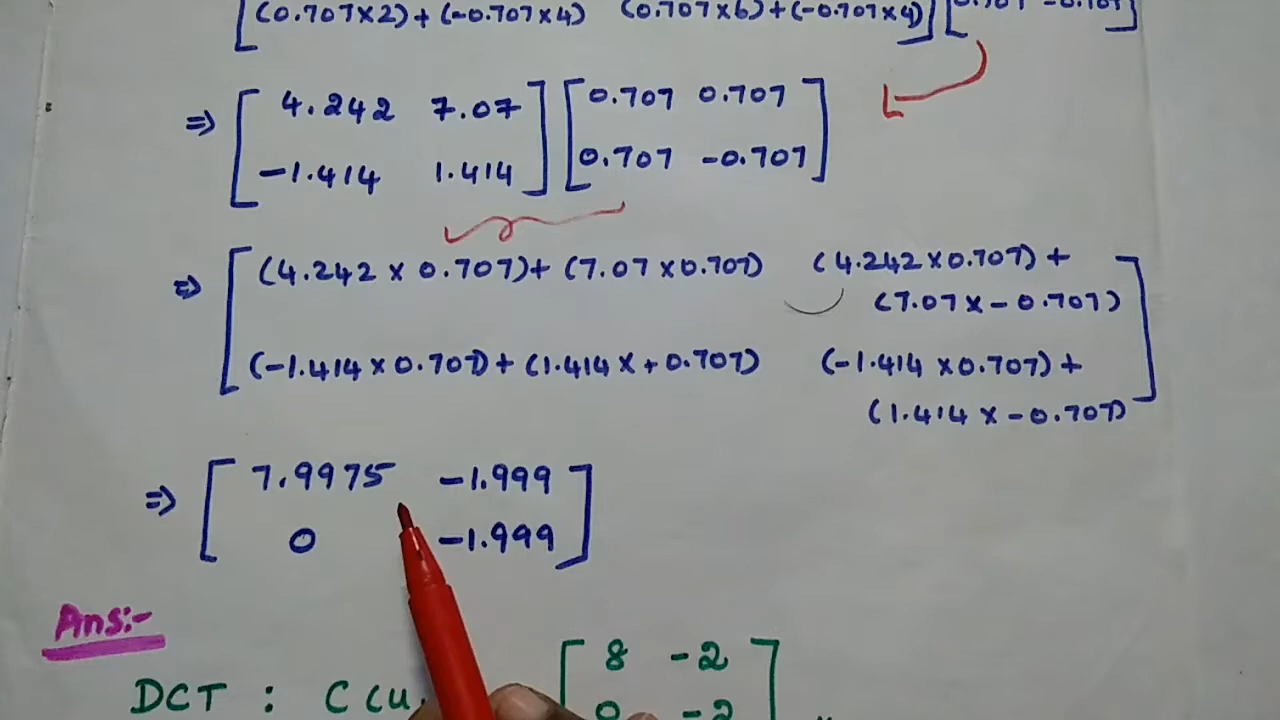 (0.707×2)+(-0.707×4) (0.707×6)+(-0.707×4)
⇒ [ 4.242 7.07 ] [ 0.707 0.707 ]
[ -1.414 1.414 ] [ 0.707 -0.707 ]
⇒ [ (4.242 × 0.707)+ (7.07×0.707) (4.242×0.707)+
(7.07×-0.707)
(-1.414×0.707)+(1.414×+0.707) (-1.414×0.707)+
(1.414×-0.707) ]
⇒ [ 7.9975 -1.999 ]
[ 0 -1.999 ]
Ans:-
DCT : C(u, [ 8 -2 ]
[ 0 -2 ]